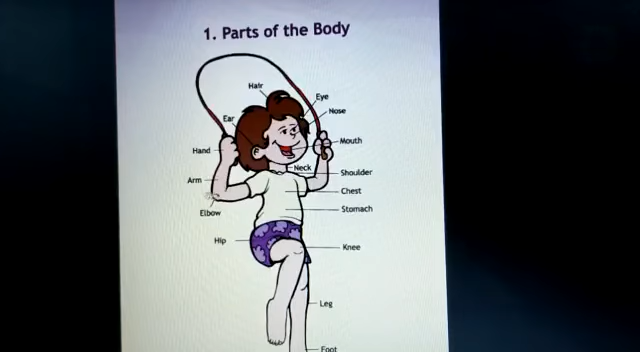 1. Parts of the Body
Hair
Eye
Nose
Ear
Mouth
Hand
Neck
Shoulder
Arm
Chest
Elbow
Stomach
Hip
Knee
Leg
Foot